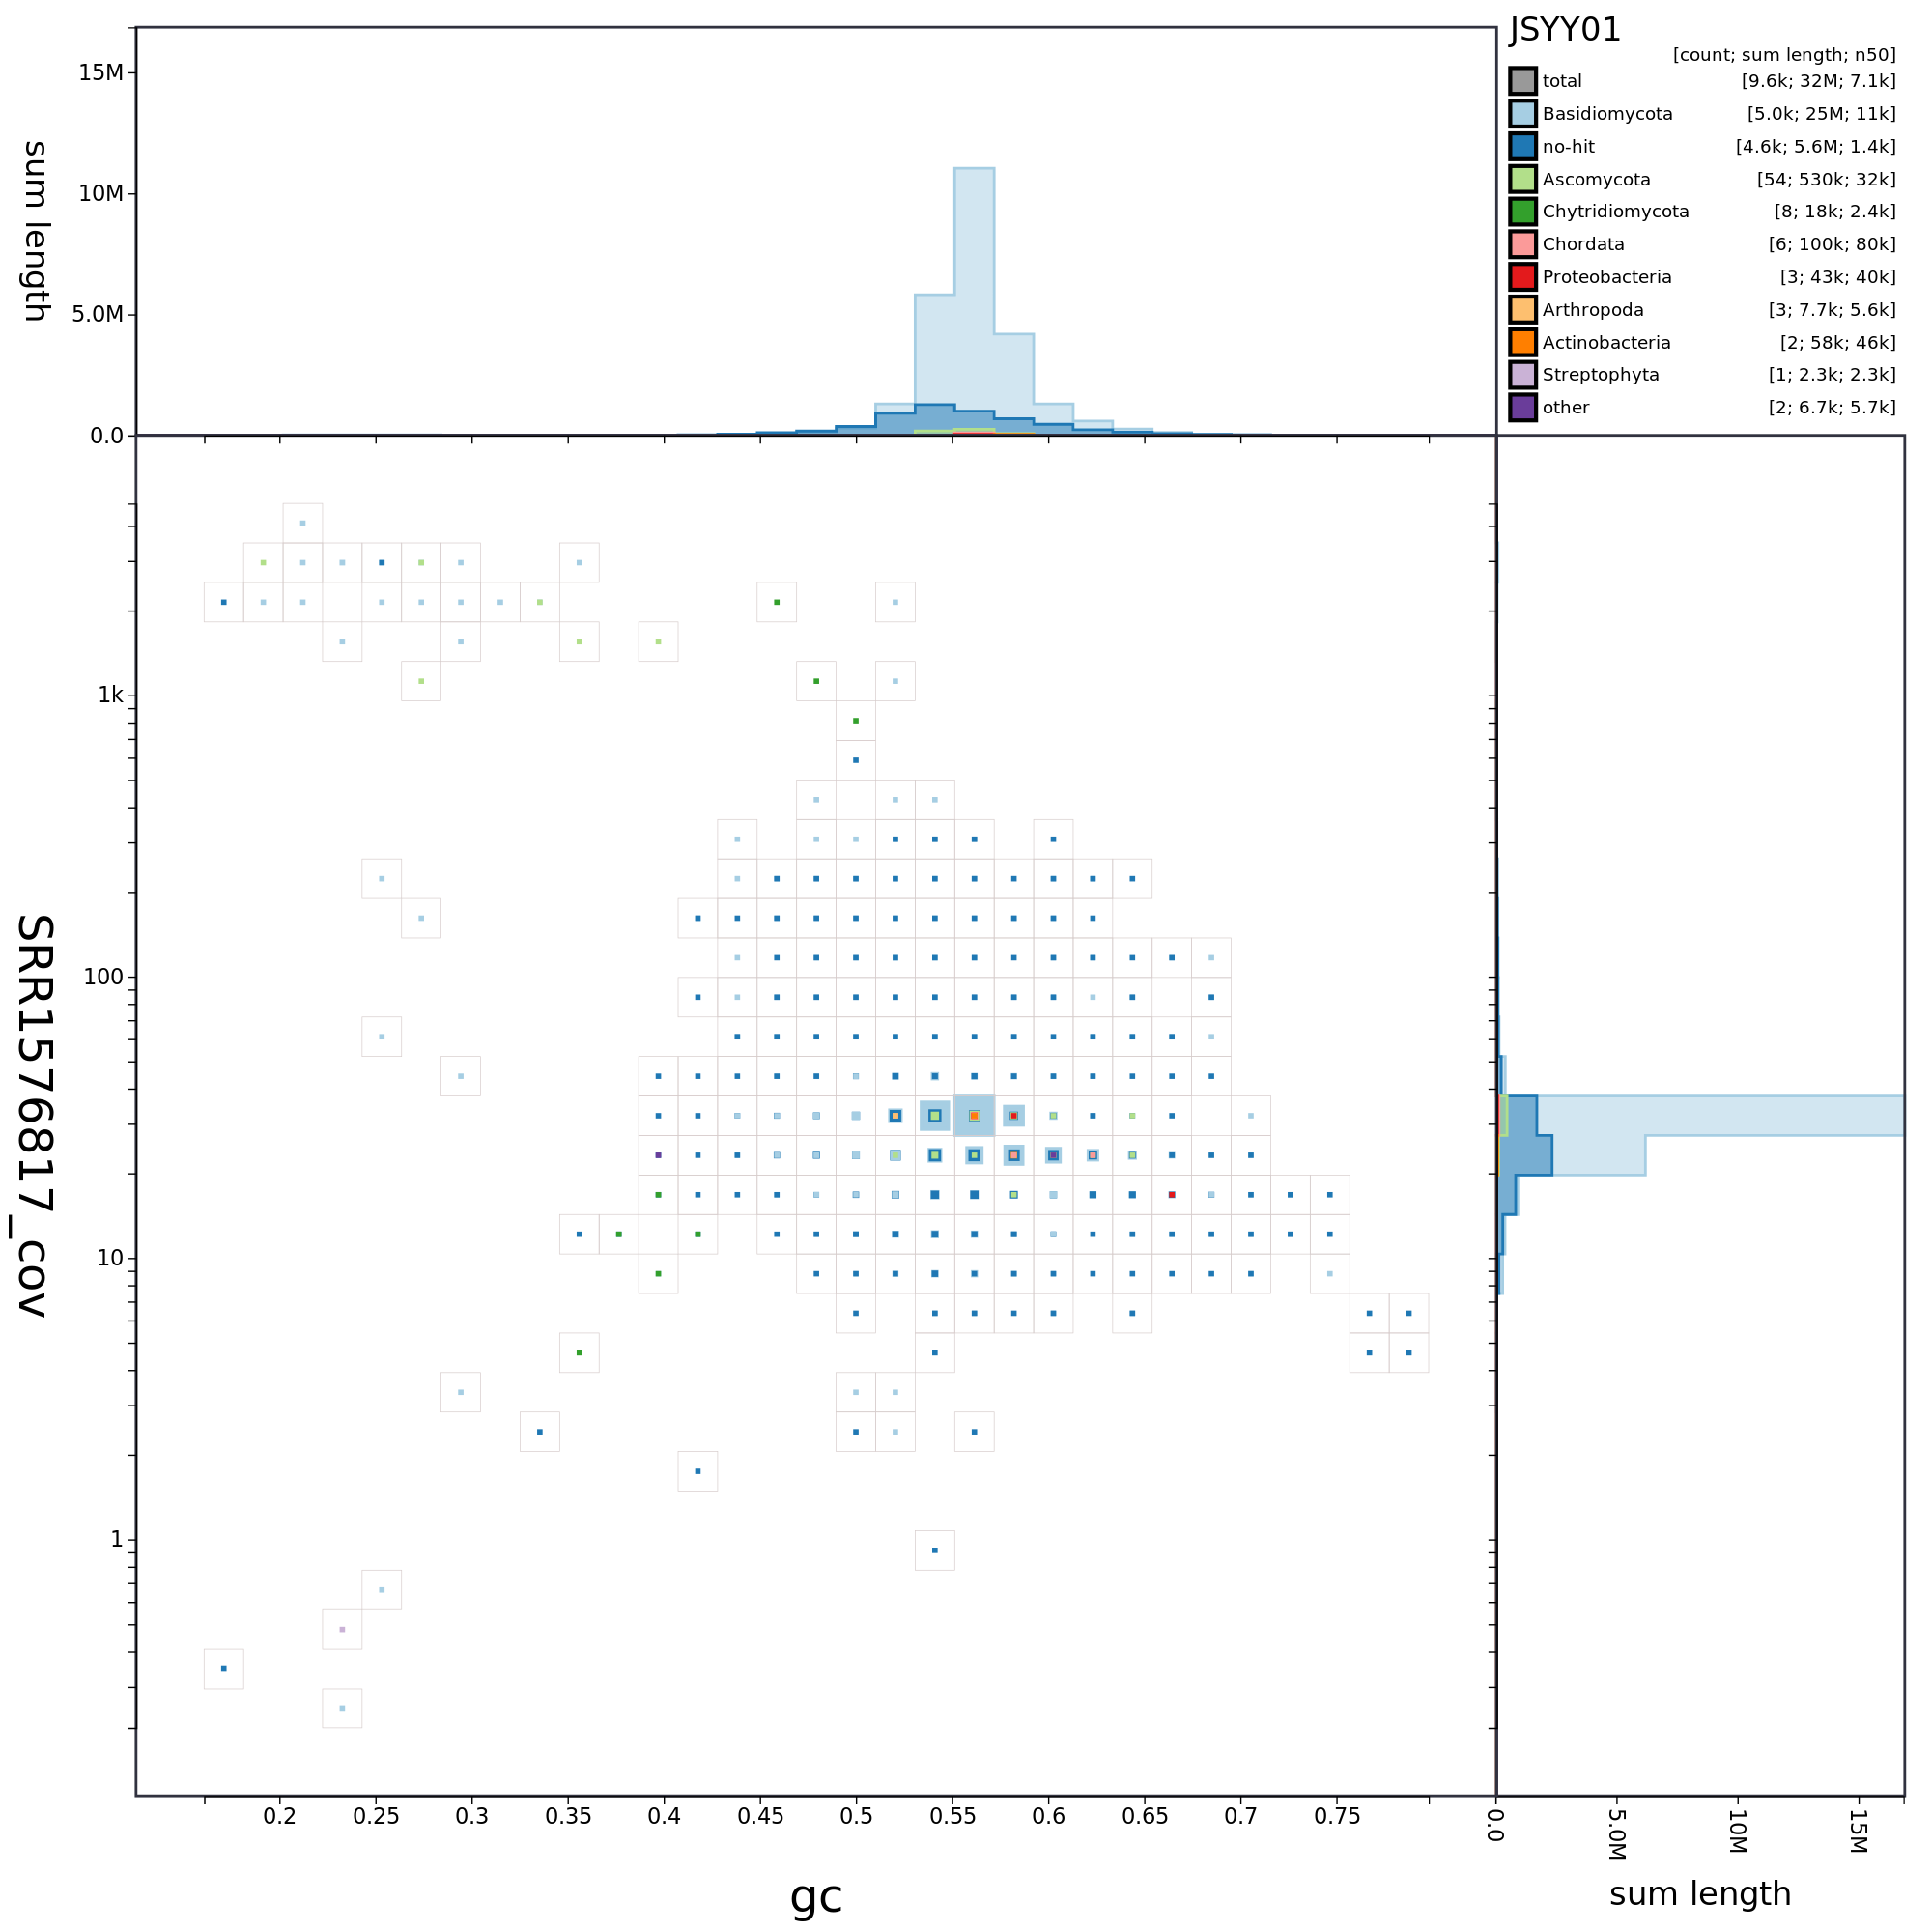 JSYY01
[count; sum length; n50]
total [9.6k; 32M; 7.1k]
Basidiomycota [5.0k; 25M; 11k]
no-hit [4.6k; 5.6M; 1.4k]
Ascomycota [54; 530k; 32k]
Chytridiomycota [8; 18k; 2.4k]
Chordata [6; 100k; 80k]
Proteobacteria [3; 43k; 40k]
Arthropoda [3; 7.7k; 5.6k]
Actinobacteria [2; 58k; 46k]
Streptophyta [1; 2.3k; 2.3k]
other [2; 6.7k; 5.7k]
sum length
15M
10M
5.0M
0.0
SRR1576817_cov
1k
100
10
1
0.2 0.25 0.3 0.35 0.4 0.45 0.5 0.55 0.6 0.65 0.7 0.75
gc
0.0 5.0M 10M 15M
sum length